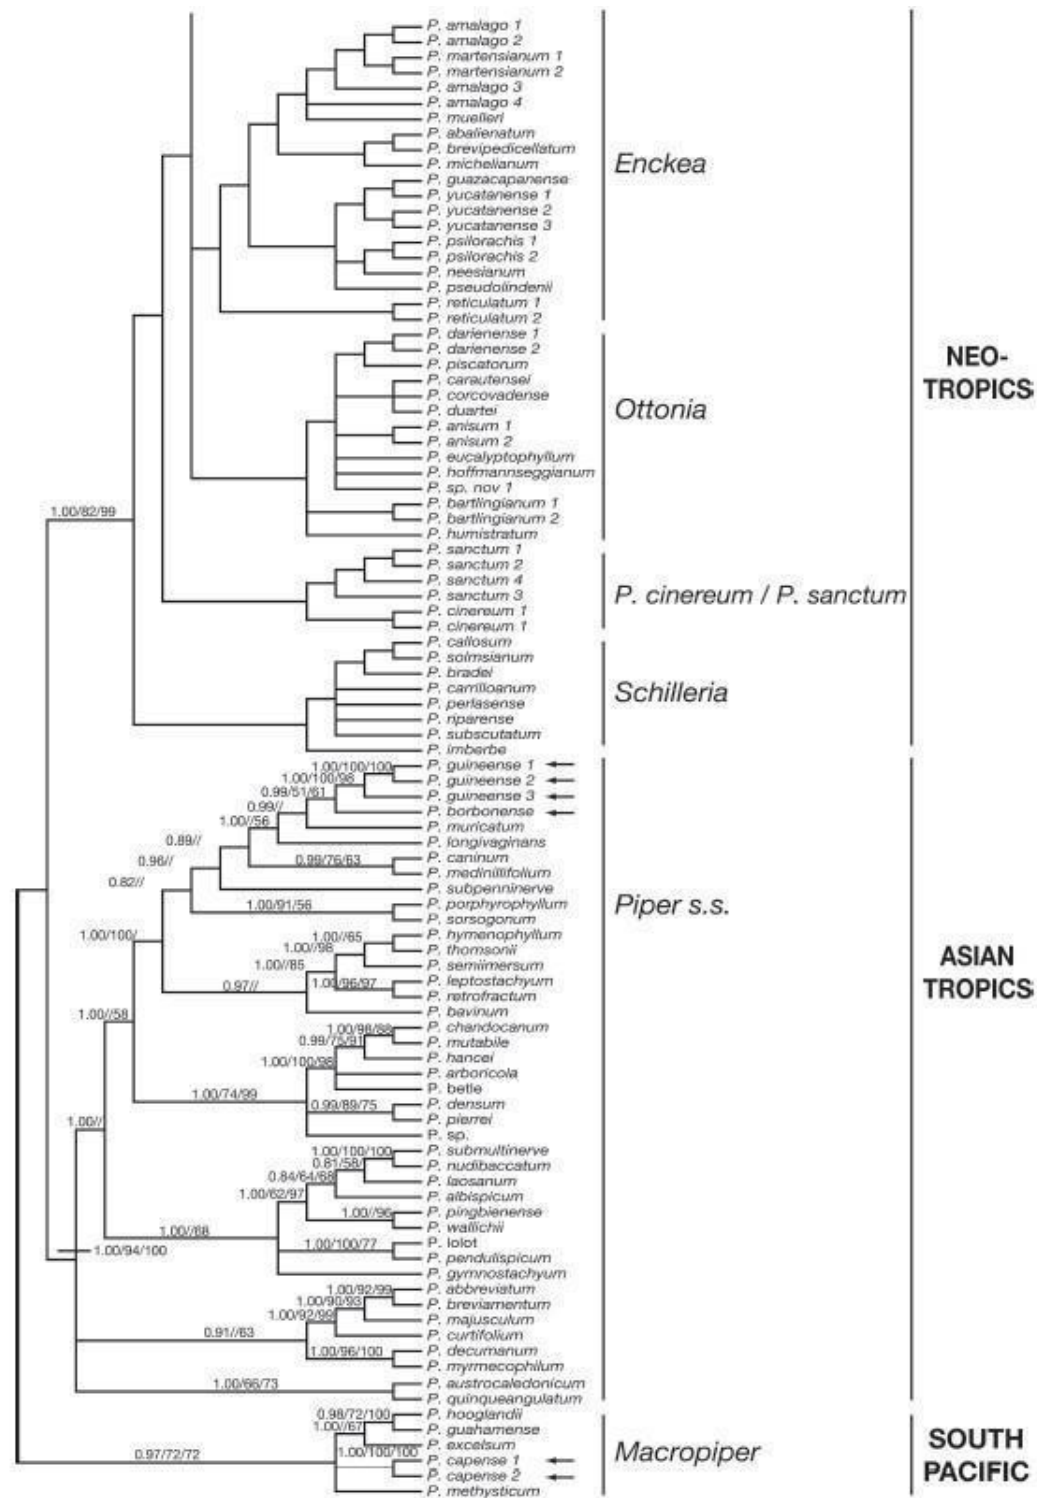 P. amalago 1
P. amalago 2
P. martensianum 1
P. martensianum 2
P. amalago 3
P. amalago 4
P. muelleri
P. abalienatum
P. brevipedicellatum
P. michelianum
P. guazacapanense
P. yucatanense 1
P. yucatanense 2
P. yucatanense 3
P. psilorachis 1
P. psilorachis 2
P. neesianum
P. pseudolindenii
P. reticulatum 1
P. reticulatum 2
Enckea
P. darienense 1
P. darienense 2
P. piscatorum
P. carautensei
P. corcovadense
P. duartei
P. anisum 1
P. anisum 2
P. eucalyptophyllum
P. hoffmannseggianum
P. sp. nov 1
P. bartlingianum 1
P. bartlingianum 2
P. humistratum
Ottonia
NEO-
TROPICS
1.00/82/99
P. sanctum 1
P. sanctum 2
P. sanctum 4
P. sanctum 3
P. cinereum 1
P. cinereum 1
P. cinereum / P. sanctum
P. callosum
P. solmsianum
P. bradei
P. carrilloanum
P. perlasense
P. riparense
P. subscutatum
P. imberbe
Schilleria
1.00/100/100
P. guineense 1
1.00/100/98
P. guineense 2
0.99/51/61
P. guineense 3
0.99//
P. borbonense
1.00//56
P. muricatum
0.89//
P. longivaginans
0.96//
0.99/76/63
P. caninum
P. medinillifolium
0.82//
P. subpenninerve
1.00/91/56
P. porphyrophyllum
P. sorsogonum
Piper s.s.
1.00/100/
1.00//65
P. hymenophyllum
1.00//98
P. thomsonii
1.00//85
P. semiimersum
0.97//
1.00/96/97
P. leptostachyum
P. retrofractum
P. bavinum
ASIAN
TROPICS
1.00//58
1.00/98/88
P. chandocanum
0.99/75/91
P. mutabile
1.00/100/98
P. hancei
P. arboricola
1.00/74/99
P. betle
0.99/89/75
P. densum
P. pierrei
P. sp.
1.00//
1.00/100/100
P. submultinerve
0.81/58/
P. nudibaccatum
0.84/64/68
P. laosanum
1.00/62/97
P. albispicum
1.00//96
P. pingbienense
P. wallichii
1.00//68
1.00/100/77
P. lolot
P. pendulispicum
P. gymnostachyum
1.00/94/100
1.00/92/99
P. abbreviatum
1.00/90/93
P. breviamentum
1.00/92/99
P. majusculum
0.91//63
P. curtifolium
1.00/96/100
P. decumanum
P. myrmecophilum
1.00/66/73
P. austrocaledonicum
P. quinqueangulatum
0.98/72/100
P. hooglandii
1.00//67
P. guahamense
P. excelsum
0.97/72/72
1.00/100/100
P. capense 1
P. capense 2
P. methysticum
Macropiper
SOUTH
PACIFIC